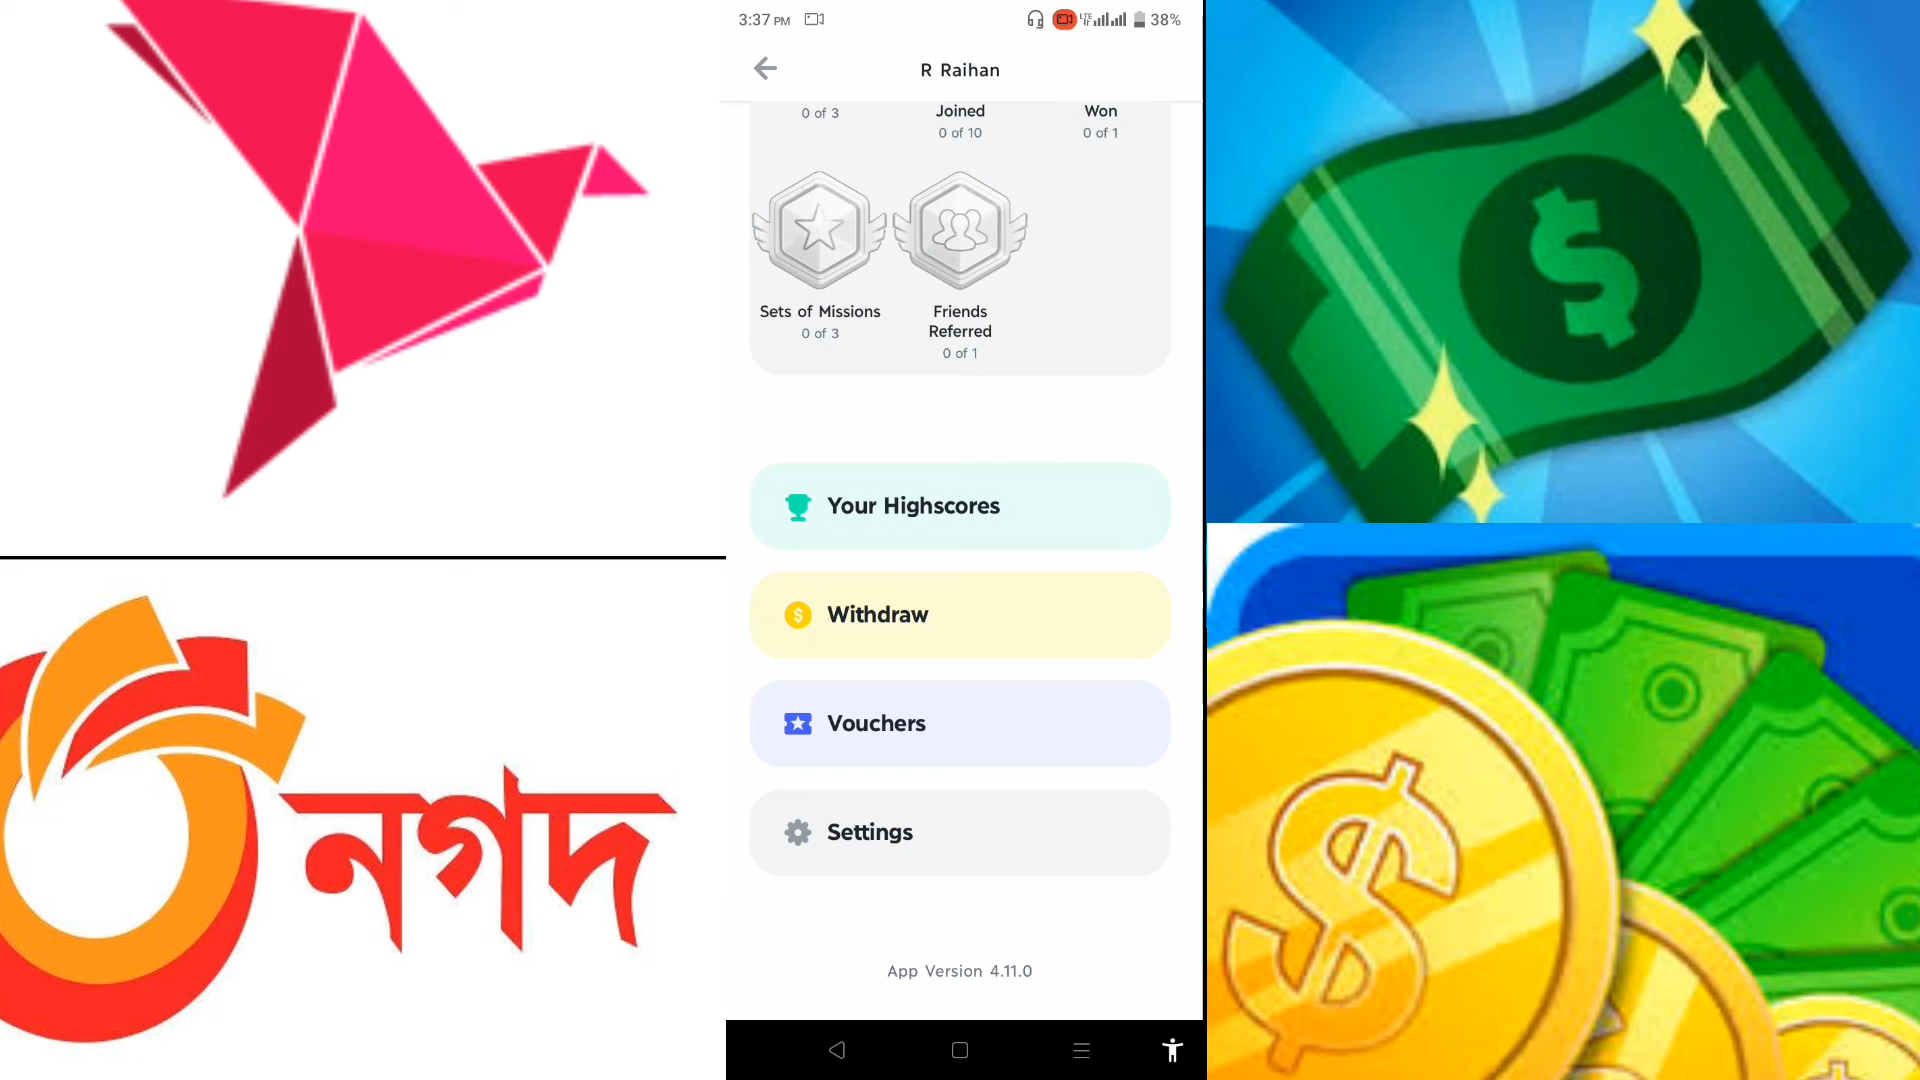 3:37 PM
38%
R Raihan
0 of 3
Joined
0 of 10
Won
0 of 1
Sets of Missions
0 of 3
Friends
Referred
0 of 1
Your Highscores
Withdraw
Vouchers
Settings
App Version 4.11.0
নগদ
$
$